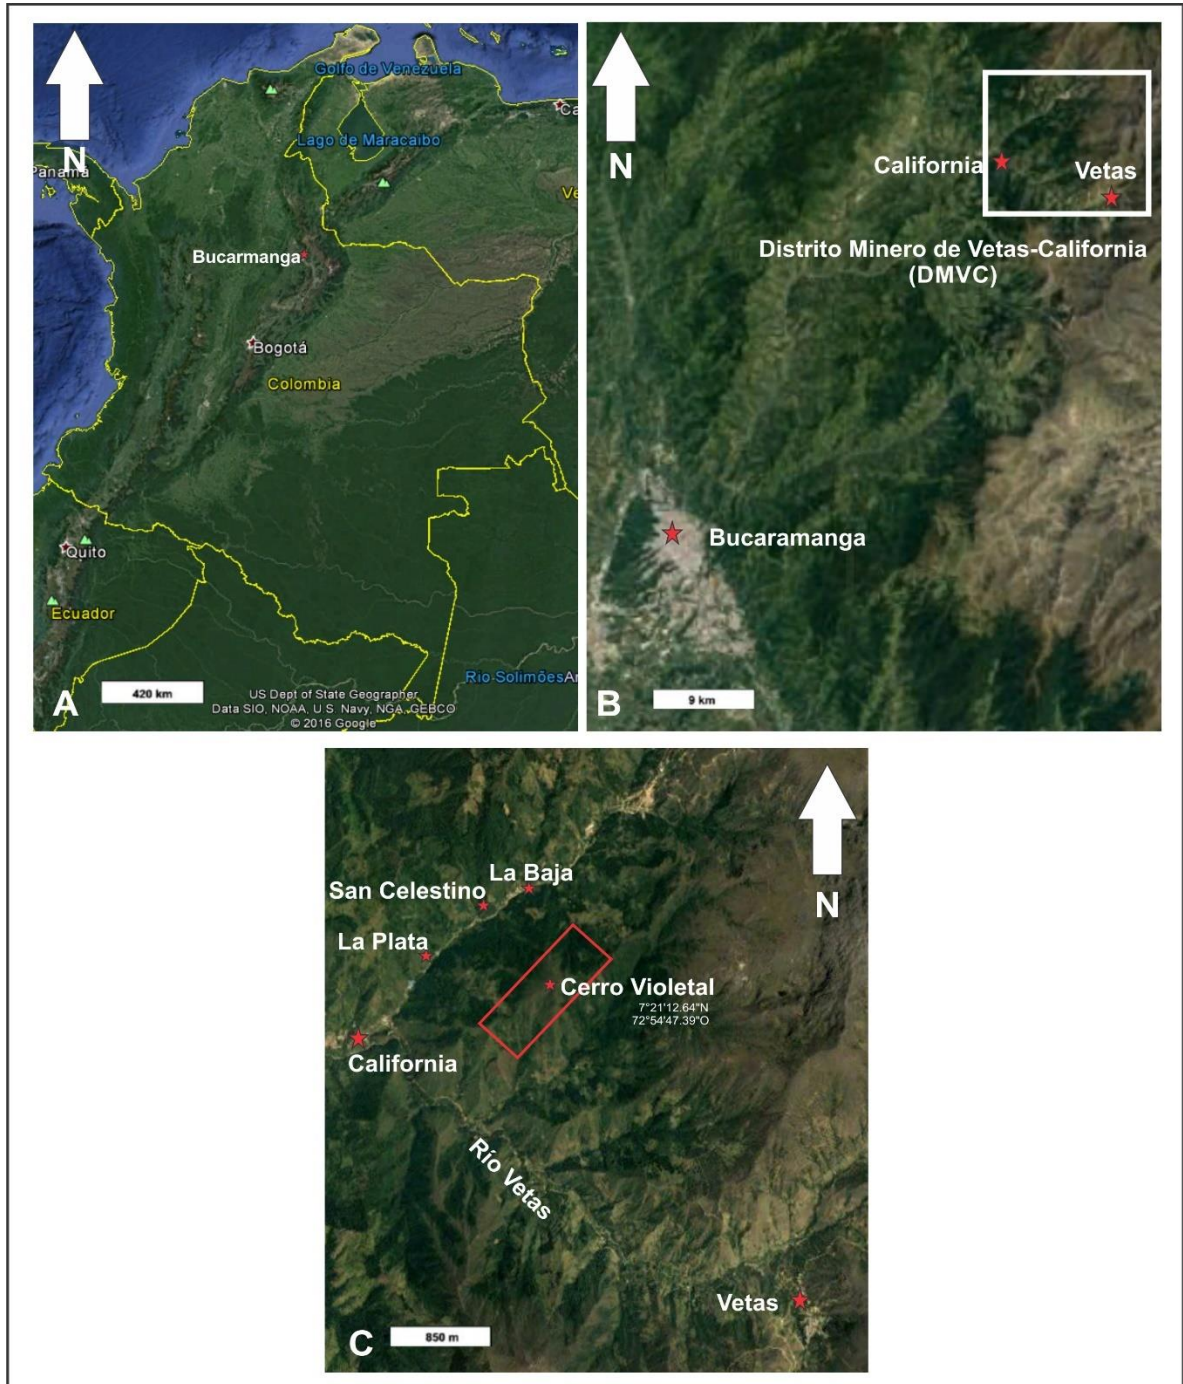 N
Golfo de Venezuela
Ca
Panamá
Lago de Maracaibo
Ve
Bucarmanga
Bogotá
Colombia
Quito
Ecuador
Río Solimões
A
420 km
US Dept of State Geographer
Data SIO, NOAA, U.S. Navy, NGA, GEBCO
© 2016 Google
N
California
Vetas
Distrito Minero de Vetas-California
(DMVC)
Bucaramanga
B
9 km
N
La Baja
San Celestino
La Plata
Cerro Violetal
7°21'12.64"N
72°54'47.39"O
California
Río Vetas
Vetas
C
850 m